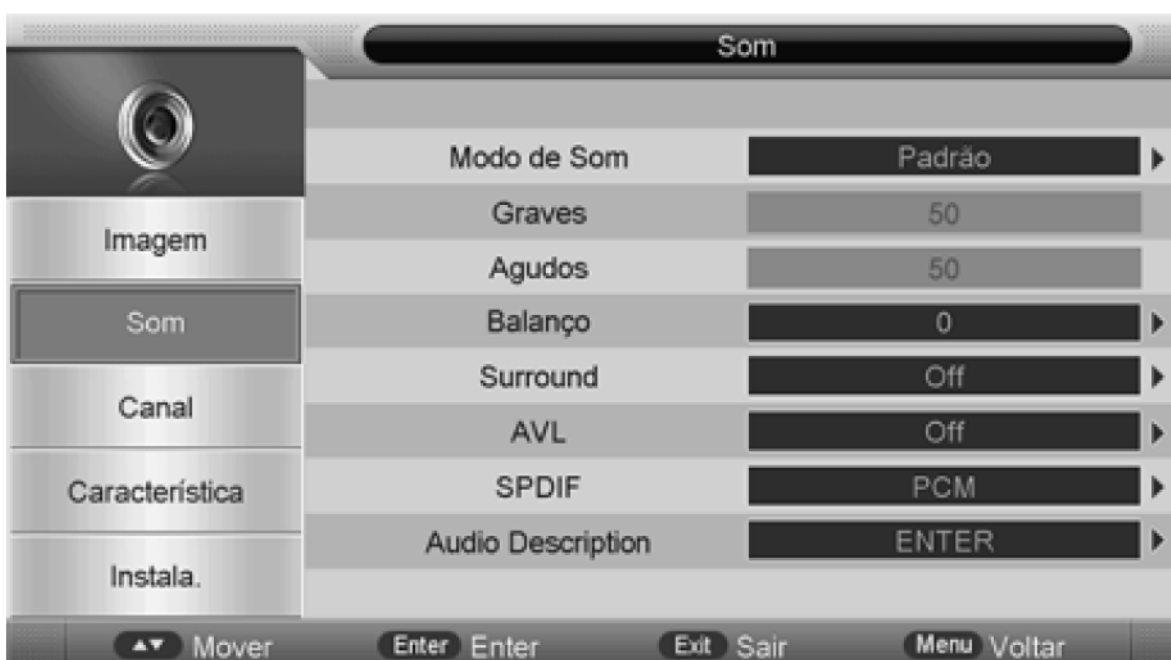 Som
Imagem
Som
Canal
Característica
Instala.
Modo de Som Padrão
Graves 50
Agudos 50
Balanço 0
Surround Off
AVL Off
SPDIF PCM
Audio Description ENTER
Mover Enter Enter Exit Sair Menu Voltar